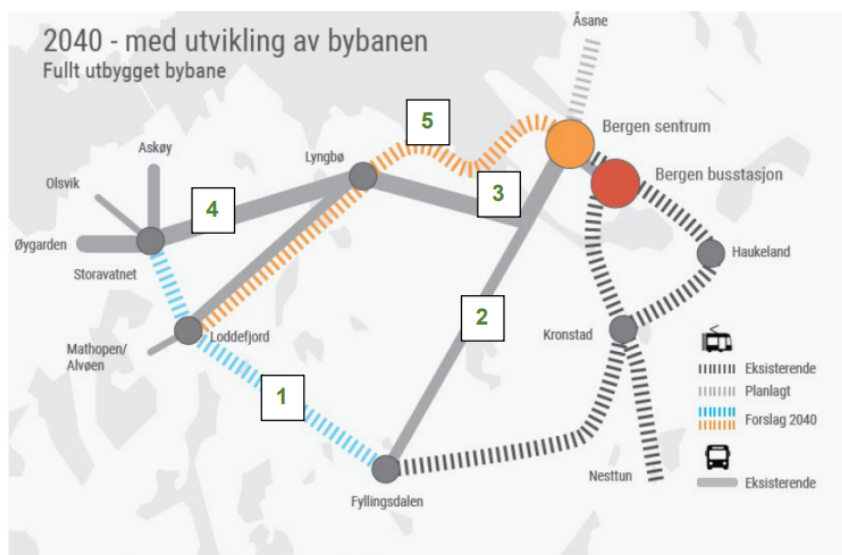 2040 - med utvikling av bybanen
Fullt utbygget bybane
Åsane
5
Bergen sentrum
Askøy
Lyngbø
Bergen busstasjon
Olsvik
4
3
Øygarden
Storavatnet
Haukeland
2
Loddefjord
Kronstad
Mathopen/
Alvøen
Eksisterende
Planlagt
1
Forslag 2040
Nesttun
Eksisterende
Fyllingsdalen